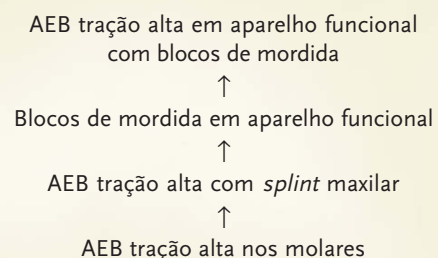 AEB tração alta em aparelho funcional
com blocos de mordida
↑
Blocos de mordida em aparelho funcional
↑
AEB tração alta com splint maxilar
↑
AEB tração alta nos molares